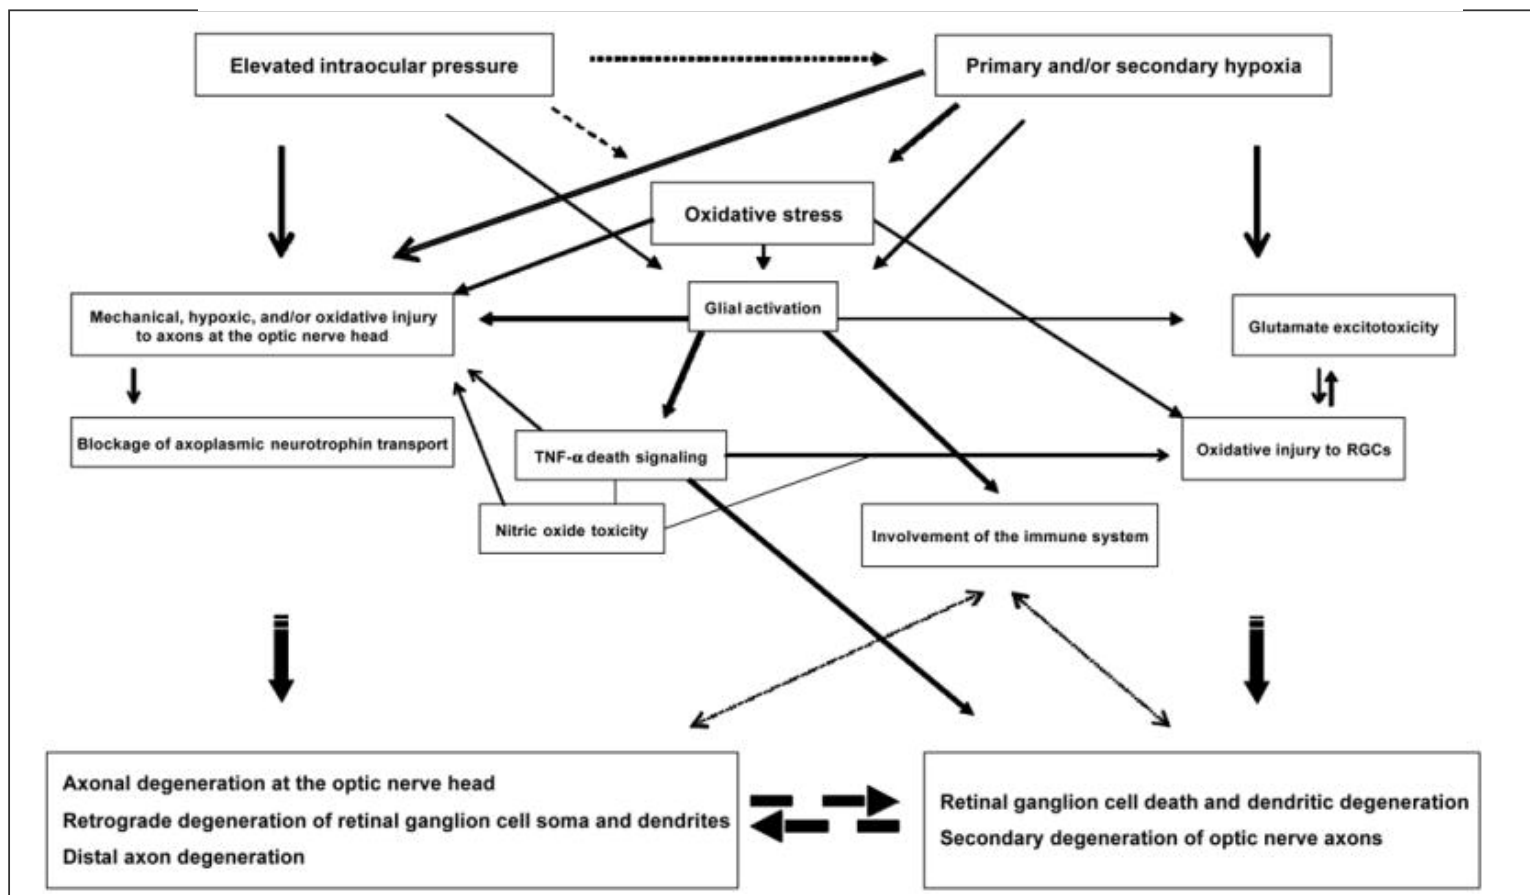 Elevated intraocular pressure
Primary and/or secondary hypoxia
Oxidative stress
Mechanical, hypoxic, and/or oxidative injury
to axons at the optic nerve head
Glial activation
Glutamate excitotoxicity
Blockage of axoplasmic neurotrophin transport
TNF-α death signaling
Oxidative injury to RGCs
Nitric oxide toxicity
Involvement of the immune system
Axonal degeneration at the optic nerve head
Retrograde degeneration of retinal ganglion cell soma and dendrites
Distal axon degeneration
Retinal ganglion cell death and dendritic degeneration
Secondary degeneration of optic nerve axons